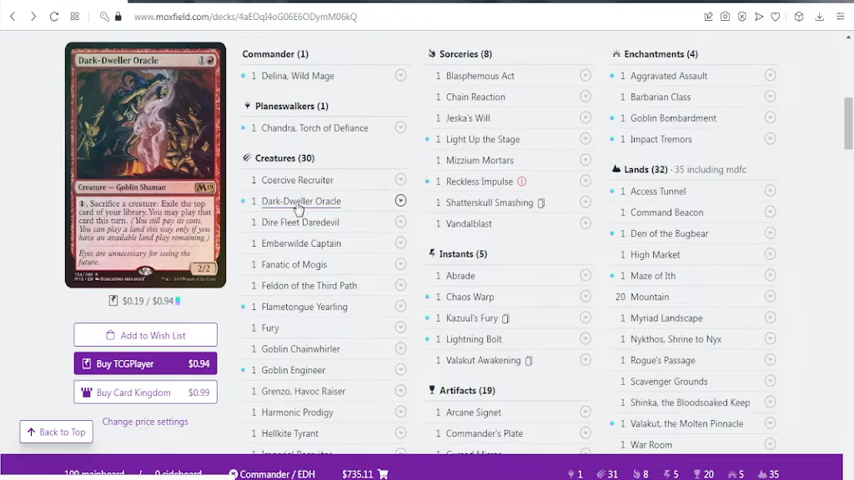 www.moxfield.com/decks/4aEOqI4oG06E6ODymM06kQ
Dark-Dweller Oracle
Creature — Goblin Shaman
M19
1, Sacrifice a creature: Exile the top
card of your library. You may play that
card this turn. (You still pay its costs.
You can play a land this way only if
you have an available land play remaining.)
Eyes are unnecessary for seeing the
future.
2/2
$0.19 / $0.94
Add to Wish List
Buy TCGPlayer $0.94
Buy Card Kingdom $0.99
Change price settings
Back to Top
Commander (1)
1 Delina, Wild Mage
Planeswalkers (1)
1 Chandra, Torch of Defiance
Creatures (30)
1 Coercive Recruiter
1 Dark-Dweller Oracle
1 Dire Fleet Daredevil
1 Emberwilde Captain
1 Fanatic of Mogis
1 Feldon of the Third Path
1 Flametongue Yearling
1 Fury
1 Goblin Chainwhirler
1 Goblin Engineer
1 Grenzo, Havoc Raiser
1 Harmonic Prodigy
1 Hellkite Tyrant
1 Imperial Recruiter
Sorceries (8)
1 Blasphemous Act
1 Chain Reaction
1 Jeska's Will
1 Light Up the Stage
1 Mizzium Mortars
1 Reckless Impulse
1 Shatterskull Smashing
1 Vandalblast
Instants (5)
1 Abrade
1 Chaos Warp
1 Kazuul's Fury
1 Lightning Bolt
1 Valakut Awakening
Artifacts (19)
1 Arcane Signet
1 Commander's Plate
1 Cursed Mirror
Enchantments (4)
1 Aggravated Assault
1 Barbarian Class
1 Goblin Bombardment
1 Impact Tremors
Lands (32) · 35 including mdfc
1 Access Tunnel
1 Command Beacon
1 Den of the Bugbear
1 High Market
1 Maze of Ith
20 Mountain
1 Myriad Landscape
1 Nykthos, Shrine to Nyx
1 Rogue's Passage
1 Scavenger Grounds
1 Shinka, the Bloodsoaked Keep
1 Valakut, the Molten Pinnacle
1 War Room
100 mainboard / 0 sideboard
Commander / EDH
$735.11
1 31 8 5 20 5 35